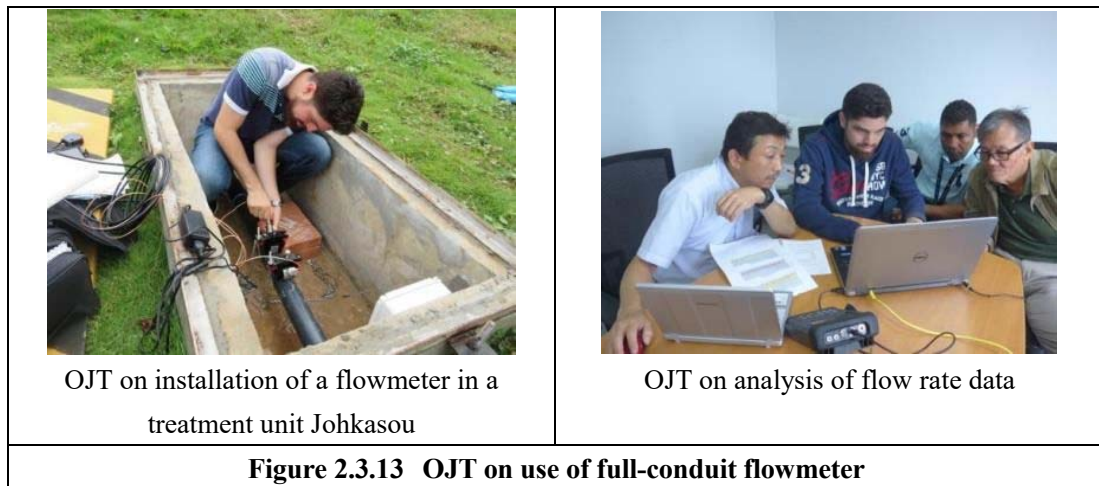 OJT on installation of a flowmeter in a
treatment unit Johkasou
OJT on analysis of flow rate data
Figure 2.3.13 OJT on use of full-conduit flowmeter